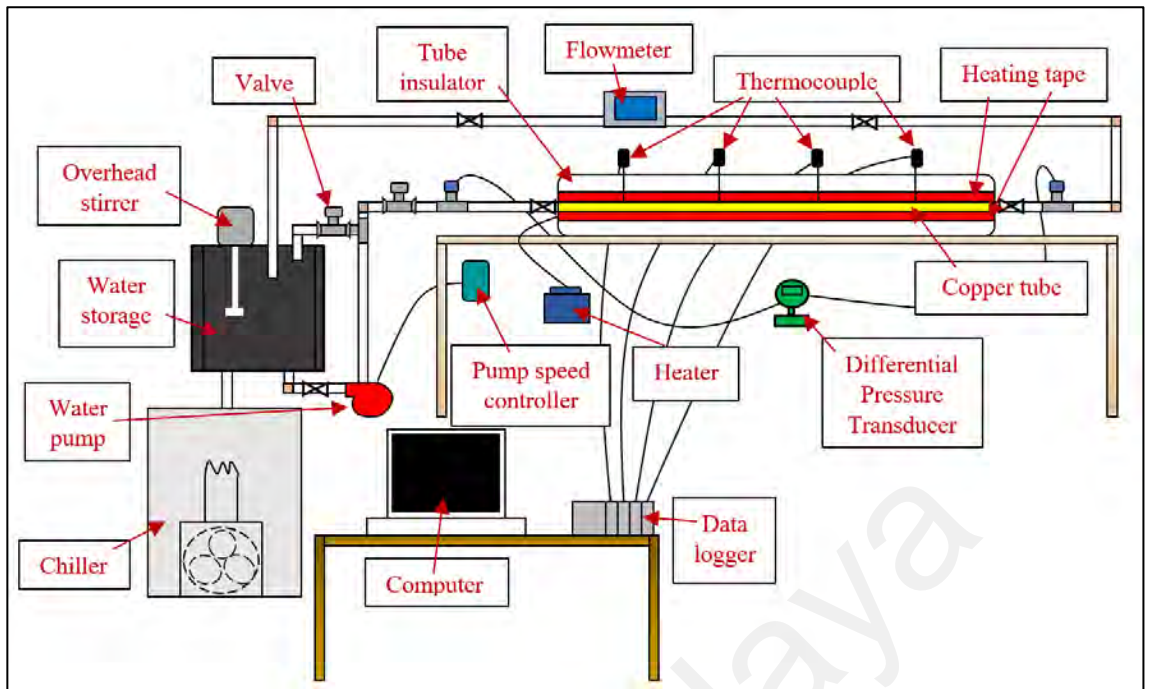 Tube
insulator
Flowmeter
Valve
Thermocouple
Heating tape
Overhead
stirrer
Water
storage
Copper tube
Pump speed
controller
Heater
Differential
Pressure
Transducer
Water
pump
Data
logger
Chiller
Computer